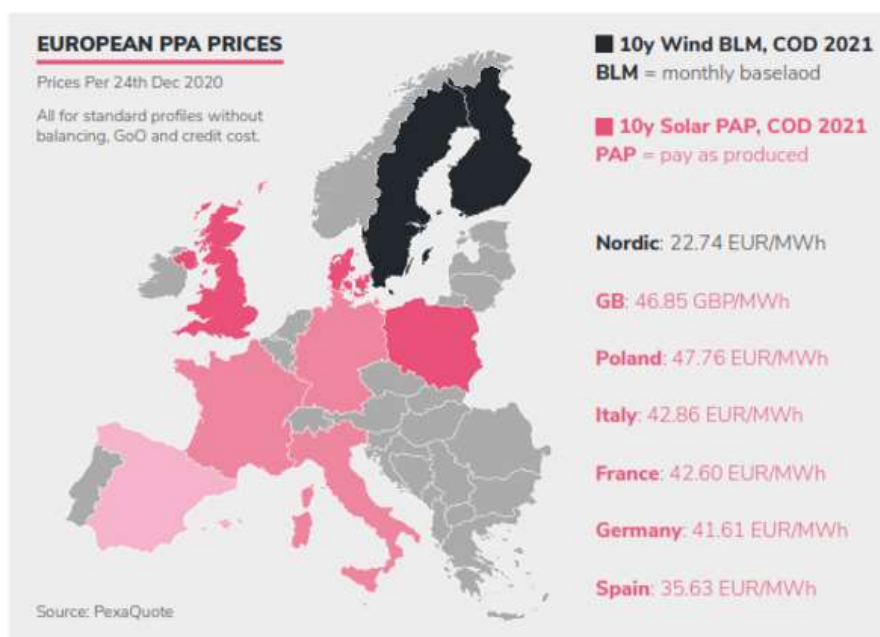 EUROPEAN PPA PRICES
Prices Per 24th Dec 2020
All for standard profiles without
balancing, GoO and credit cost.
10y Wind BLM, COD 2021
BLM = monthly baselaod
10y Solar PAP, COD 2021
PAP = pay as produced
Nordic: 22.74 EUR/MWh
GB: 46.85 GBP/MWh
Poland: 47.76 EUR/MWh
Italy: 42.86 EUR/MWh
France: 42.60 EUR/MWh
Germany: 41.61 EUR/MWh
Spain: 35.63 EUR/MWh
Source: PexaQuote